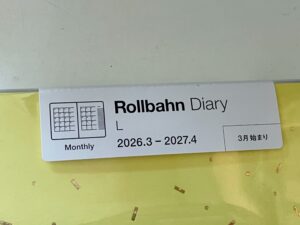 Rollbahn Diary
L
Monthly
2026.3 – 2027.4
3月始まり